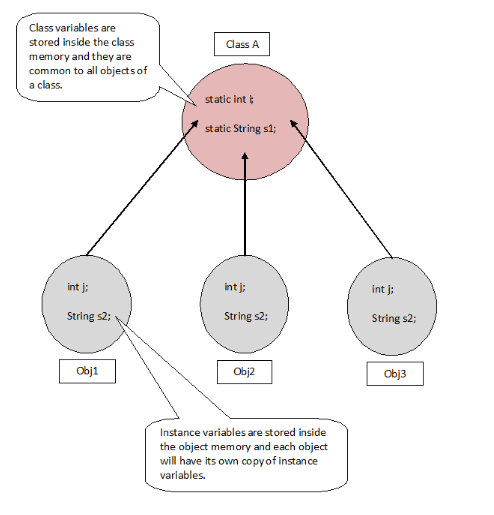 Class variables are
stored inside the class
memory and they are
common to all objects of
a class.
Class A
static int i;
static String s1;
int j;
String s2;
int j;
String s2;
int j;
String s2;
Obj1
Obj2
Obj3
Instance variables are stored inside
the object memory and each object
will have its own copy of instance
variables.